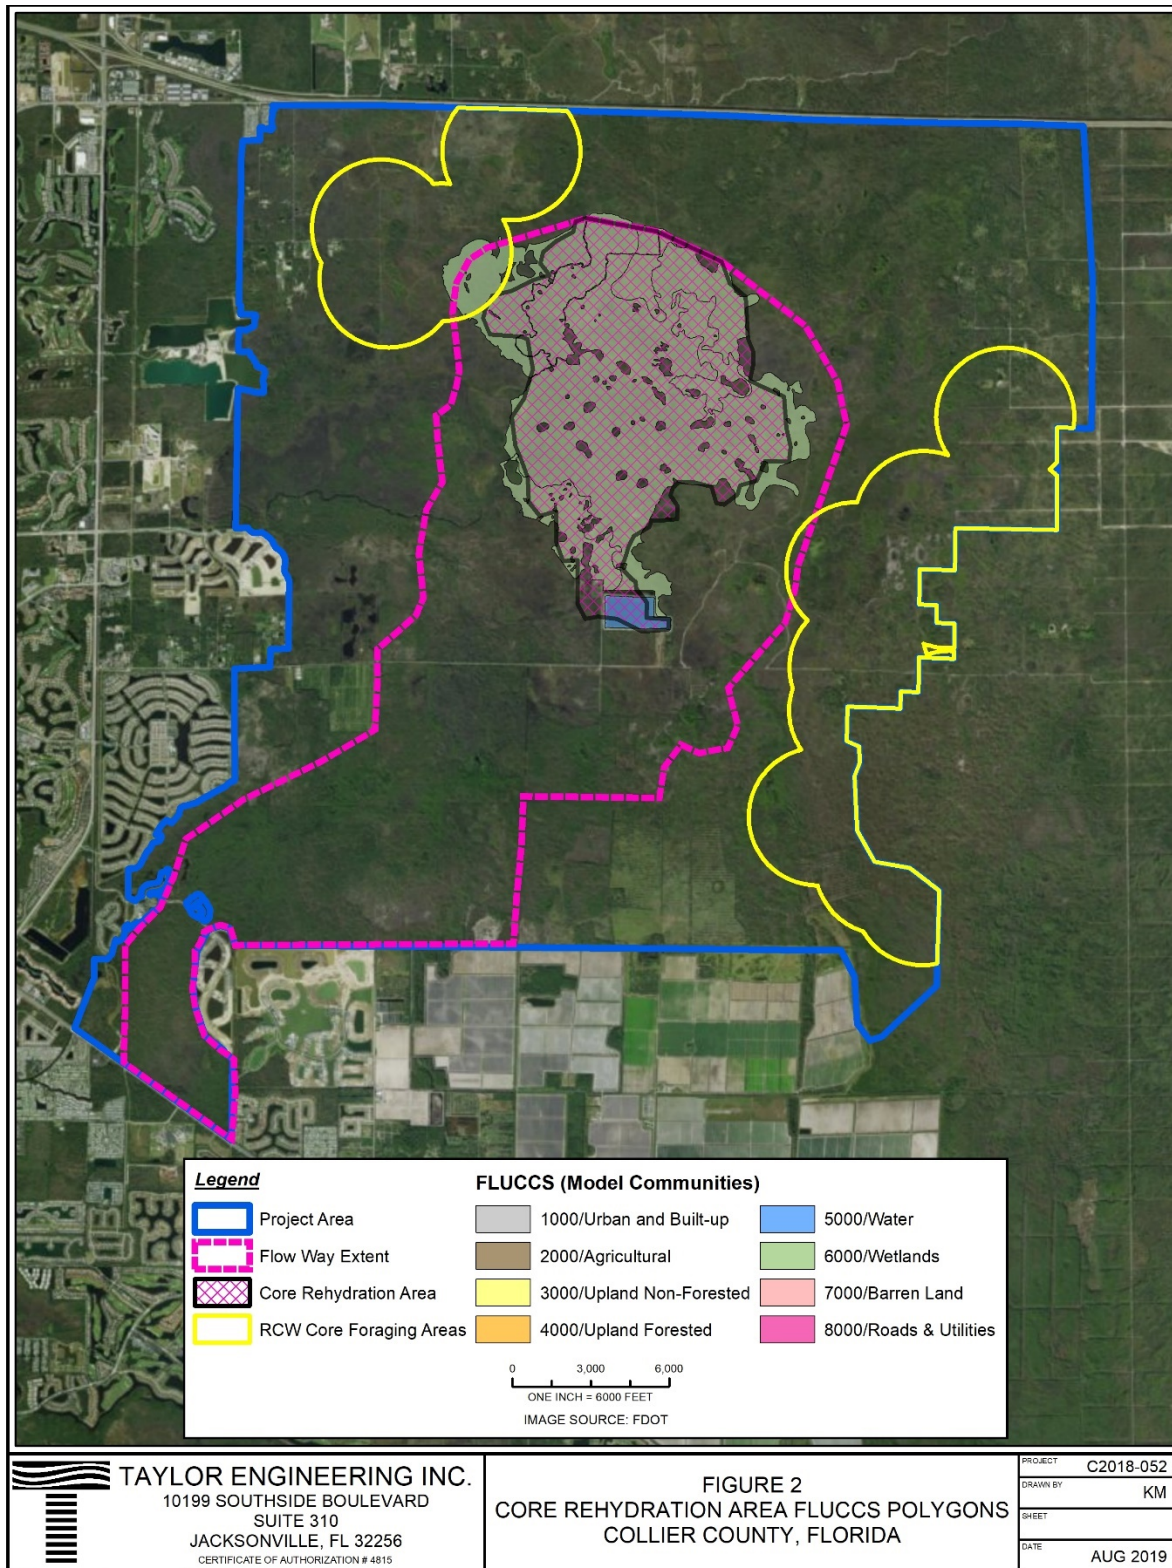 Legend
Project Area
Flow Way Extent
Core Rehydration Area
RCW Core Foraging Areas
FLUCCS (Model Communities)
1000/Urban and Built-up
2000/Agricultural
3000/Upland Non-Forested
4000/Upland Forested
5000/Water
6000/Wetlands
7000/Barren Land
8000/Roads & Utilities
0 3,000 6,000
ONE INCH = 6000 FEET
IMAGE SOURCE: FDOT
TAYLOR ENGINEERING INC.
10199 SOUTHSIDE BOULEVARD
SUITE 310
JACKSONVILLE, FL 32256
CERTIFICATE OF AUTHORIZATION # 4815
FIGURE 2
CORE REHYDRATION AREA FLUCCS POLYGONS
COLLIER COUNTY, FLORIDA
PROJECT C2018-052
DRAWN BY KM
SHEET
DATE AUG 2019